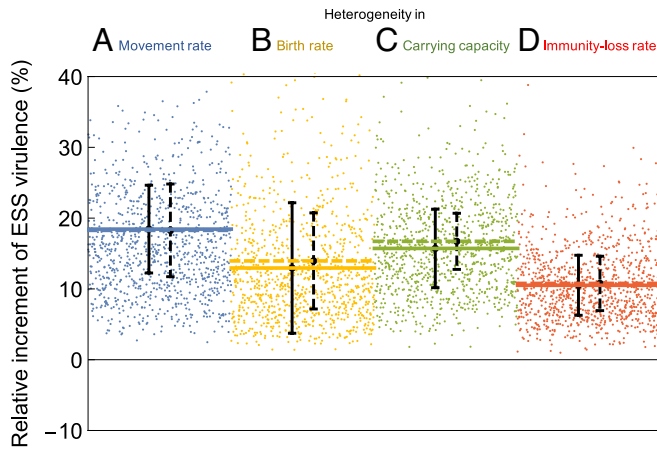 Heterogeneity in
A Movement rate B Birth rate C Carrying capacity D Immunity-loss rate
Relative increment of ESS virulence (%)
40
30
20
10
0
−10